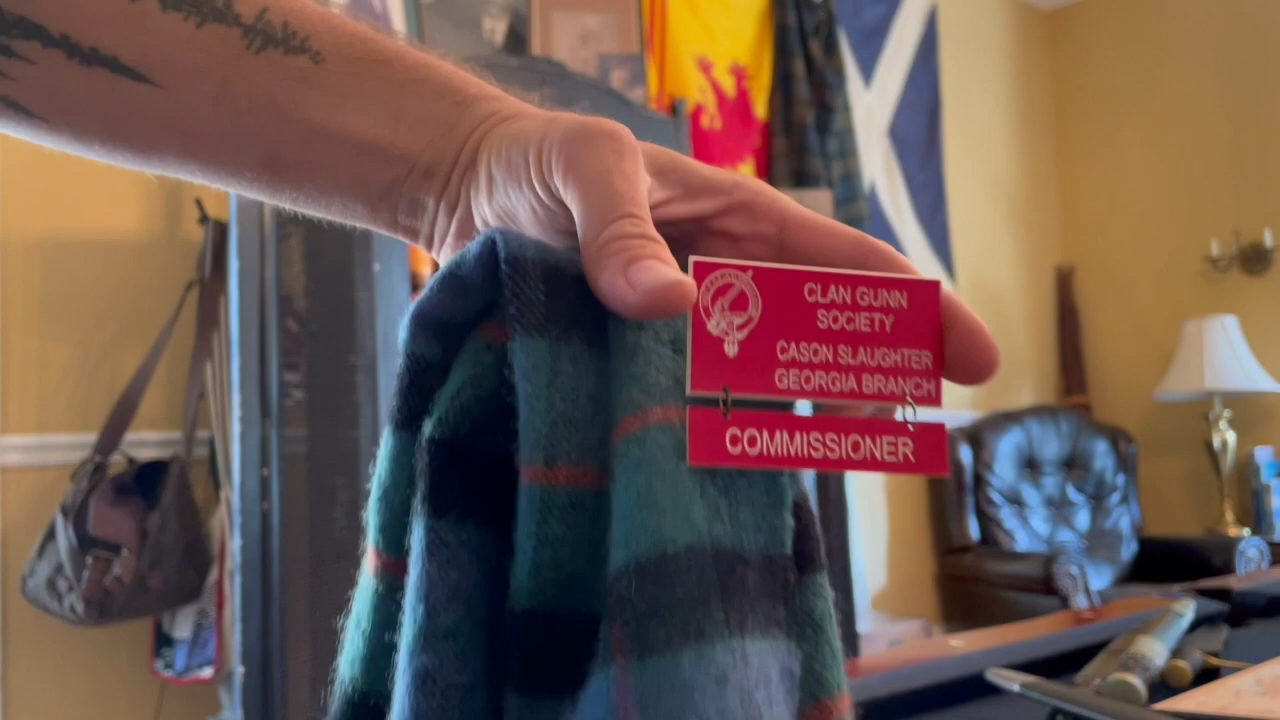 CLAN GUNN
SOCIETY
CASON SLAUGHTER
GEORGIA BRANCH
COMMISSIONER